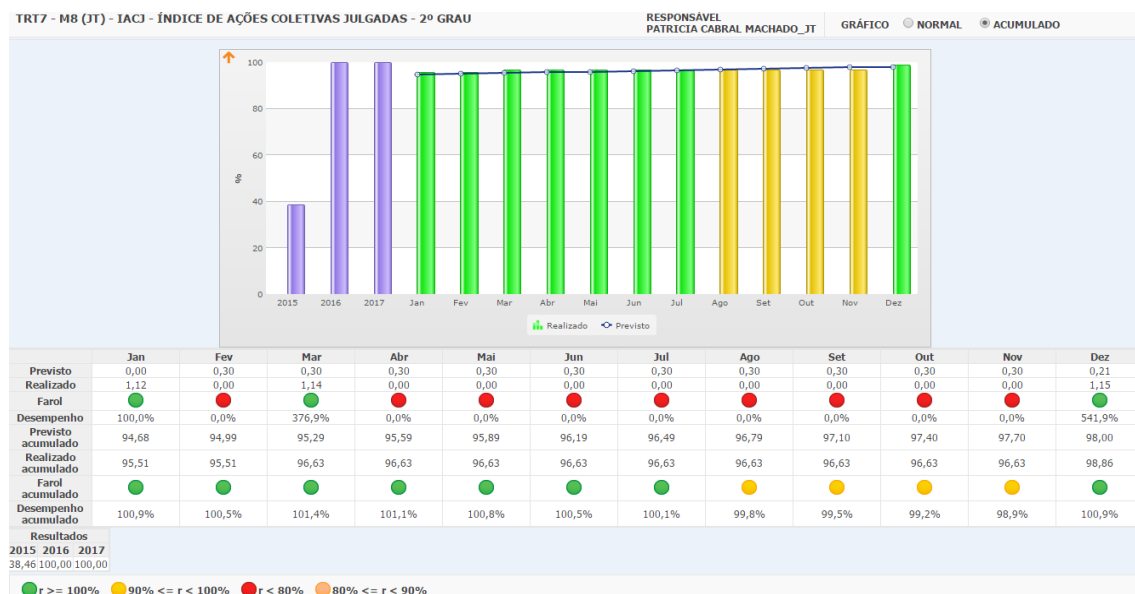 TRT7 - M8 (JT) - IACJ - ÍNDICE DE AÇÕES COLETIVAS JULGADAS - 2º GRAU
RESPONSÁVEL
PATRICIA CABRAL MACHADO_JT
GRÁFICO NORMAL ACUMULADO
100
80
60
%
40
20
0
2015 2016 2017 Jan Fev Mar Abr Mai Jun Jul Ago Set Out Nov Dez
Realizado Previsto
Jan Fev Mar Abr Mai Jun Jul Ago Set Out Nov Dez
Previsto 0,00 0,30 0,30 0,30 0,30 0,30 0,30 0,30 0,30 0,30 0,30 0,21
Realizado 1,12 0,00 1,14 0,00 0,00 0,00 0,00 0,00 0,00 0,00 0,00 1,15
Farol
Desempenho 100,0% 0,0% 376,9% 0,0% 0,0% 0,0% 0,0% 0,0% 0,0% 0,0% 0,0% 541,9%
Previsto
acumulado 94,68 94,99 95,29 95,59 95,89 96,19 96,49 96,79 97,10 97,40 97,70 98,00
Realizado
acumulado 95,51 95,51 96,63 96,63 96,63 96,63 96,63 96,63 96,63 96,63 96,63 98,86
Farol
acumulado
Desempenho
acumulado 100,9% 100,5% 101,4% 101,1% 100,8% 100,5% 100,1% 99,8% 99,5% 99,2% 98,9% 100,9%
Resultados
2015 2016 2017
38,46 100,00 100,00
r >= 100% 90% <= r < 100% r < 80% 80% <= r < 90%